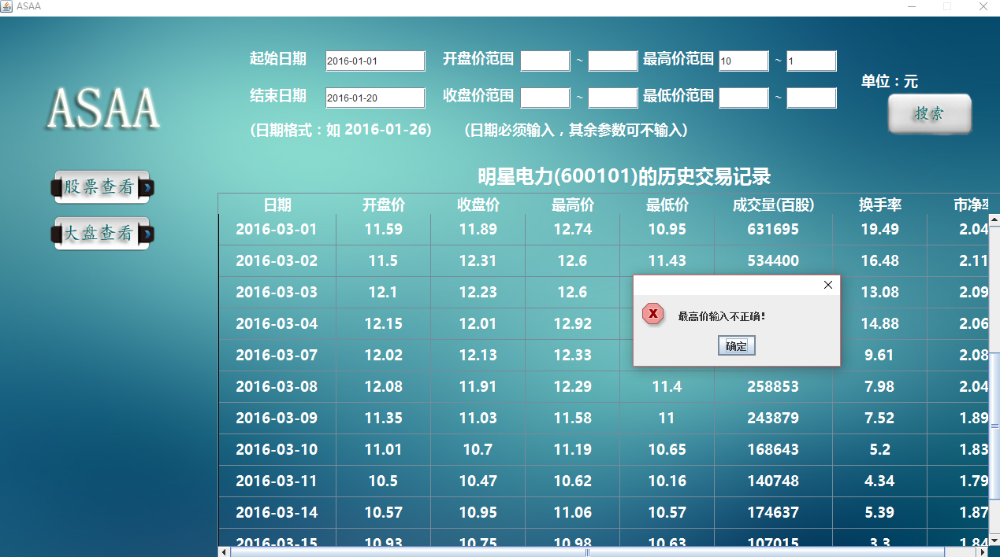 ASAA
起始日期 2016-01-01 开盘价范围 ~ 最高价范围 10 ~ 1
单位：元
结束日期 2016-01-20 收盘价范围 ~ 最低价范围 ~
ASAA
搜索
(日期格式：如 2016-01-26) (日期必须输入，其余参数可不输入)
明星电力(600101)的历史交易记录
股票查看
大盘查看
日期 开盘价 收盘价 最高价 最低价 成交量(百股) 换手率 市净率
2016-03-01 11.59 11.89 12.74 10.95 631695 19.49 2.04
2016-03-02 11.5 12.31 12.6 11.43 534400 16.48 2.11
2016-03-03 12.1 12.23 12.6 13.08 2.09
2016-03-04 12.15 12.01 12.92 14.88 2.06
2016-03-07 12.02 12.13 12.33 9.61 2.08
2016-03-08 12.08 11.91 12.29 11.4 258853 7.98 2.04
2016-03-09 11.35 11.03 11.58 11 243879 7.52 1.89
2016-03-10 11.01 10.7 11.19 10.65 168643 5.2 1.83
2016-03-11 10.5 10.47 10.62 10.16 140748 4.34 1.79
2016-03-14 10.57 10.95 11.06 10.57 174637 5.39 1.87
2016-03-15 10.93 10.75 10.98 10.63 107015 3.3 1.84
最高价输入不正确！
确定